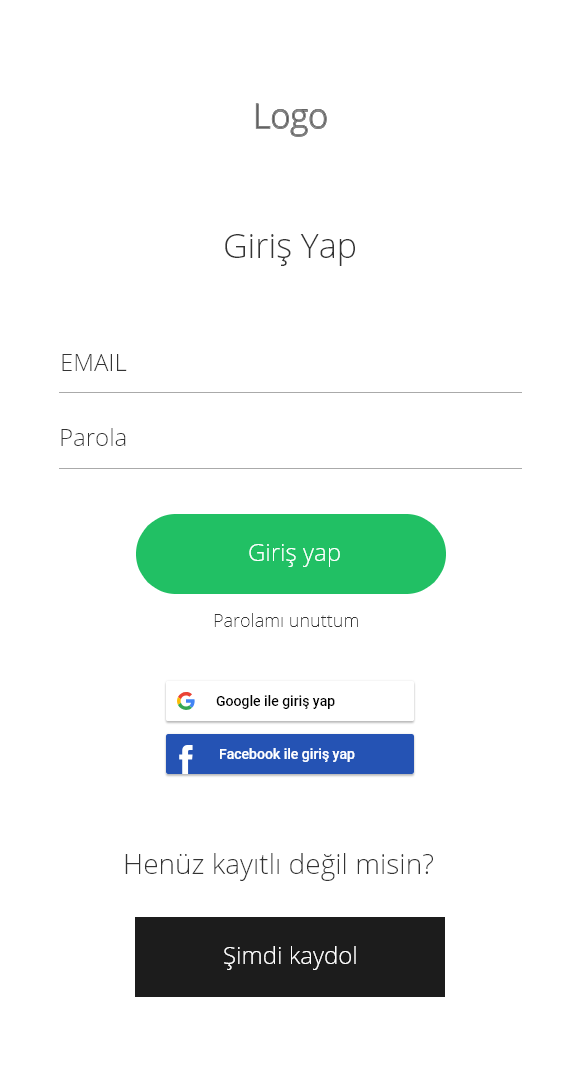 Logo
Giriş Yap
EMAIL
Parola
Giriş yap
Parolamı unuttum
Google ile giriş yap
Facebook ile giriş yap
Henüz kayıtlı değil misin?
Şimdi kaydol